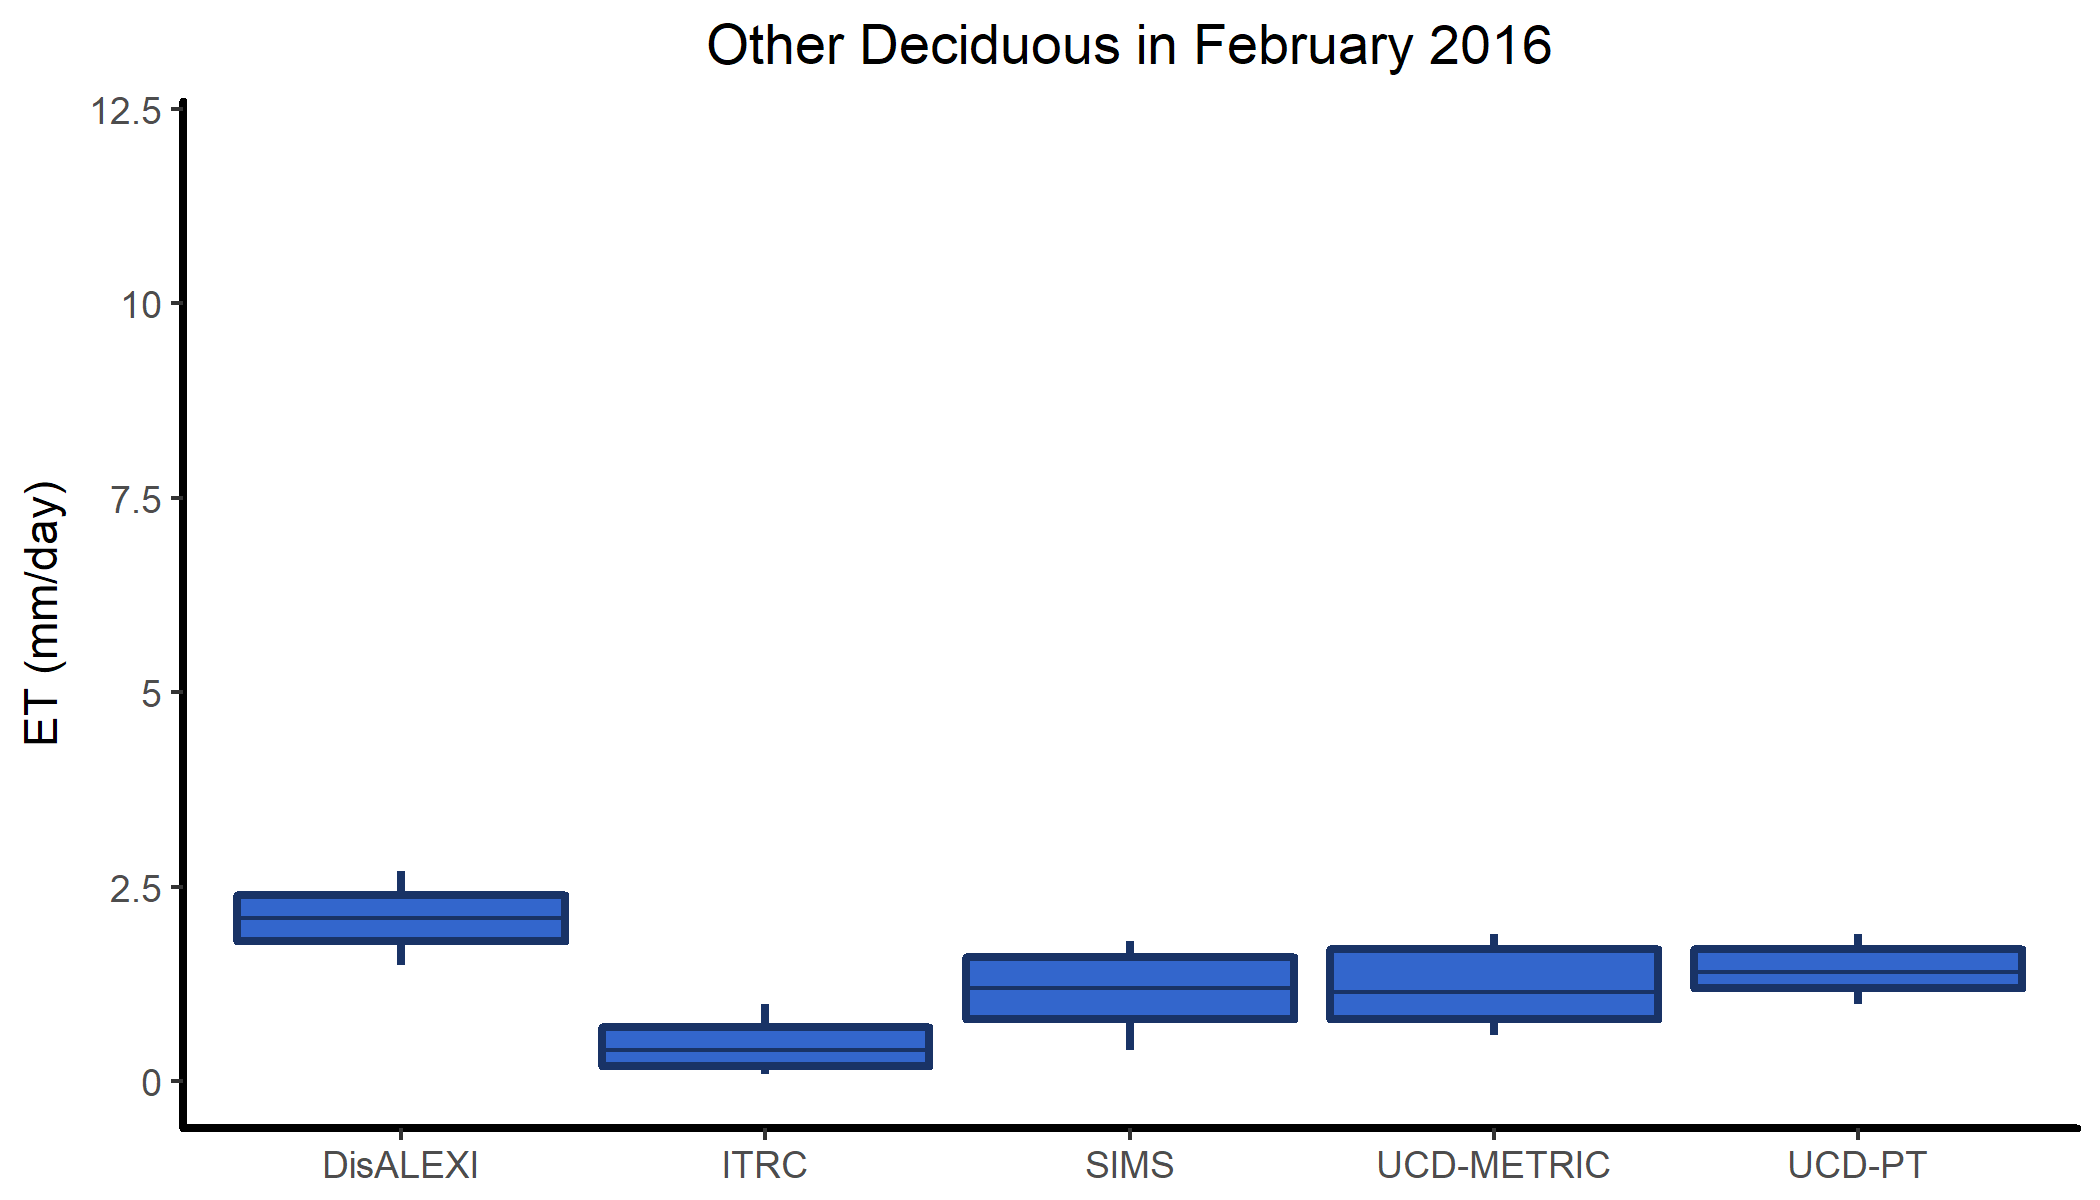 Other Deciduous in February 2016
12.5
10
7.5
5
2.5
0
ET (mm/day)
DisALEXI
ITRC
SIMS
UCD-METRIC
UCD-PT